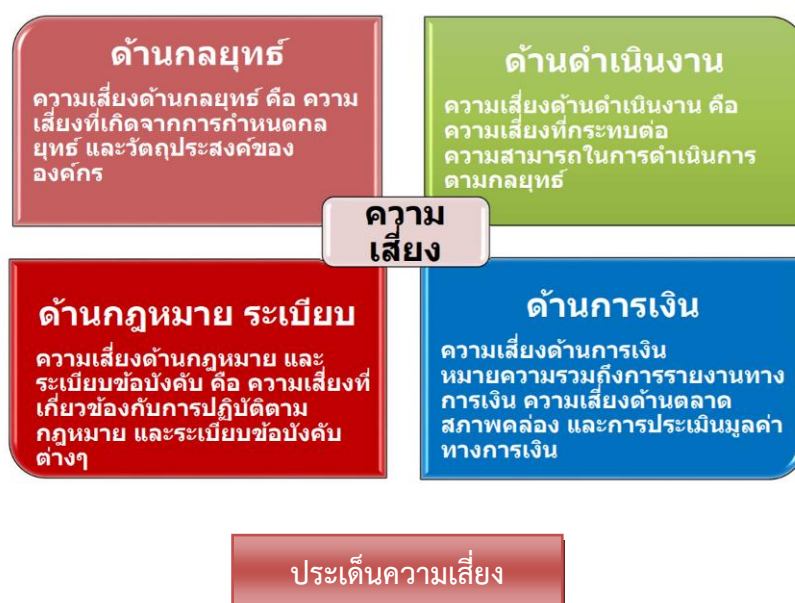 ด้านกลยุทธ์
ความเสี่ยงด้านกลยุทธ์ คือ ความ
เสี่ยงที่เกิดจากการกำหนดกล
ยุทธ์ และวัตถุประสงค์ของ
องค์กร
ด้านดำเนินงาน
ความเสี่ยงด้านดำเนินงาน คือ
ความเสี่ยงที่กระทบต่อ
ความสามารถในการดำเนินการ
ตามกลยุทธ์
ความ
เสี่ยง
ด้านกฎหมาย ระเบียบ
ความเสี่ยงด้านกฎหมาย และ
ระเบียบข้อบังคับ คือ ความเสี่ยงที่
เกี่ยวข้องกับการปฏิบัติตาม
กฎหมาย และระเบียบข้อบังคับ
ต่างๆ
ด้านการเงิน
ความเสี่ยงด้านการเงิน
หมายความรวมถึงการรายงานทาง
การเงิน ความเสี่ยงด้านตลาด
สภาพคล่อง และการประเมินมูลค่า
ทางการเงิน
ประเด็นความเสี่ยง